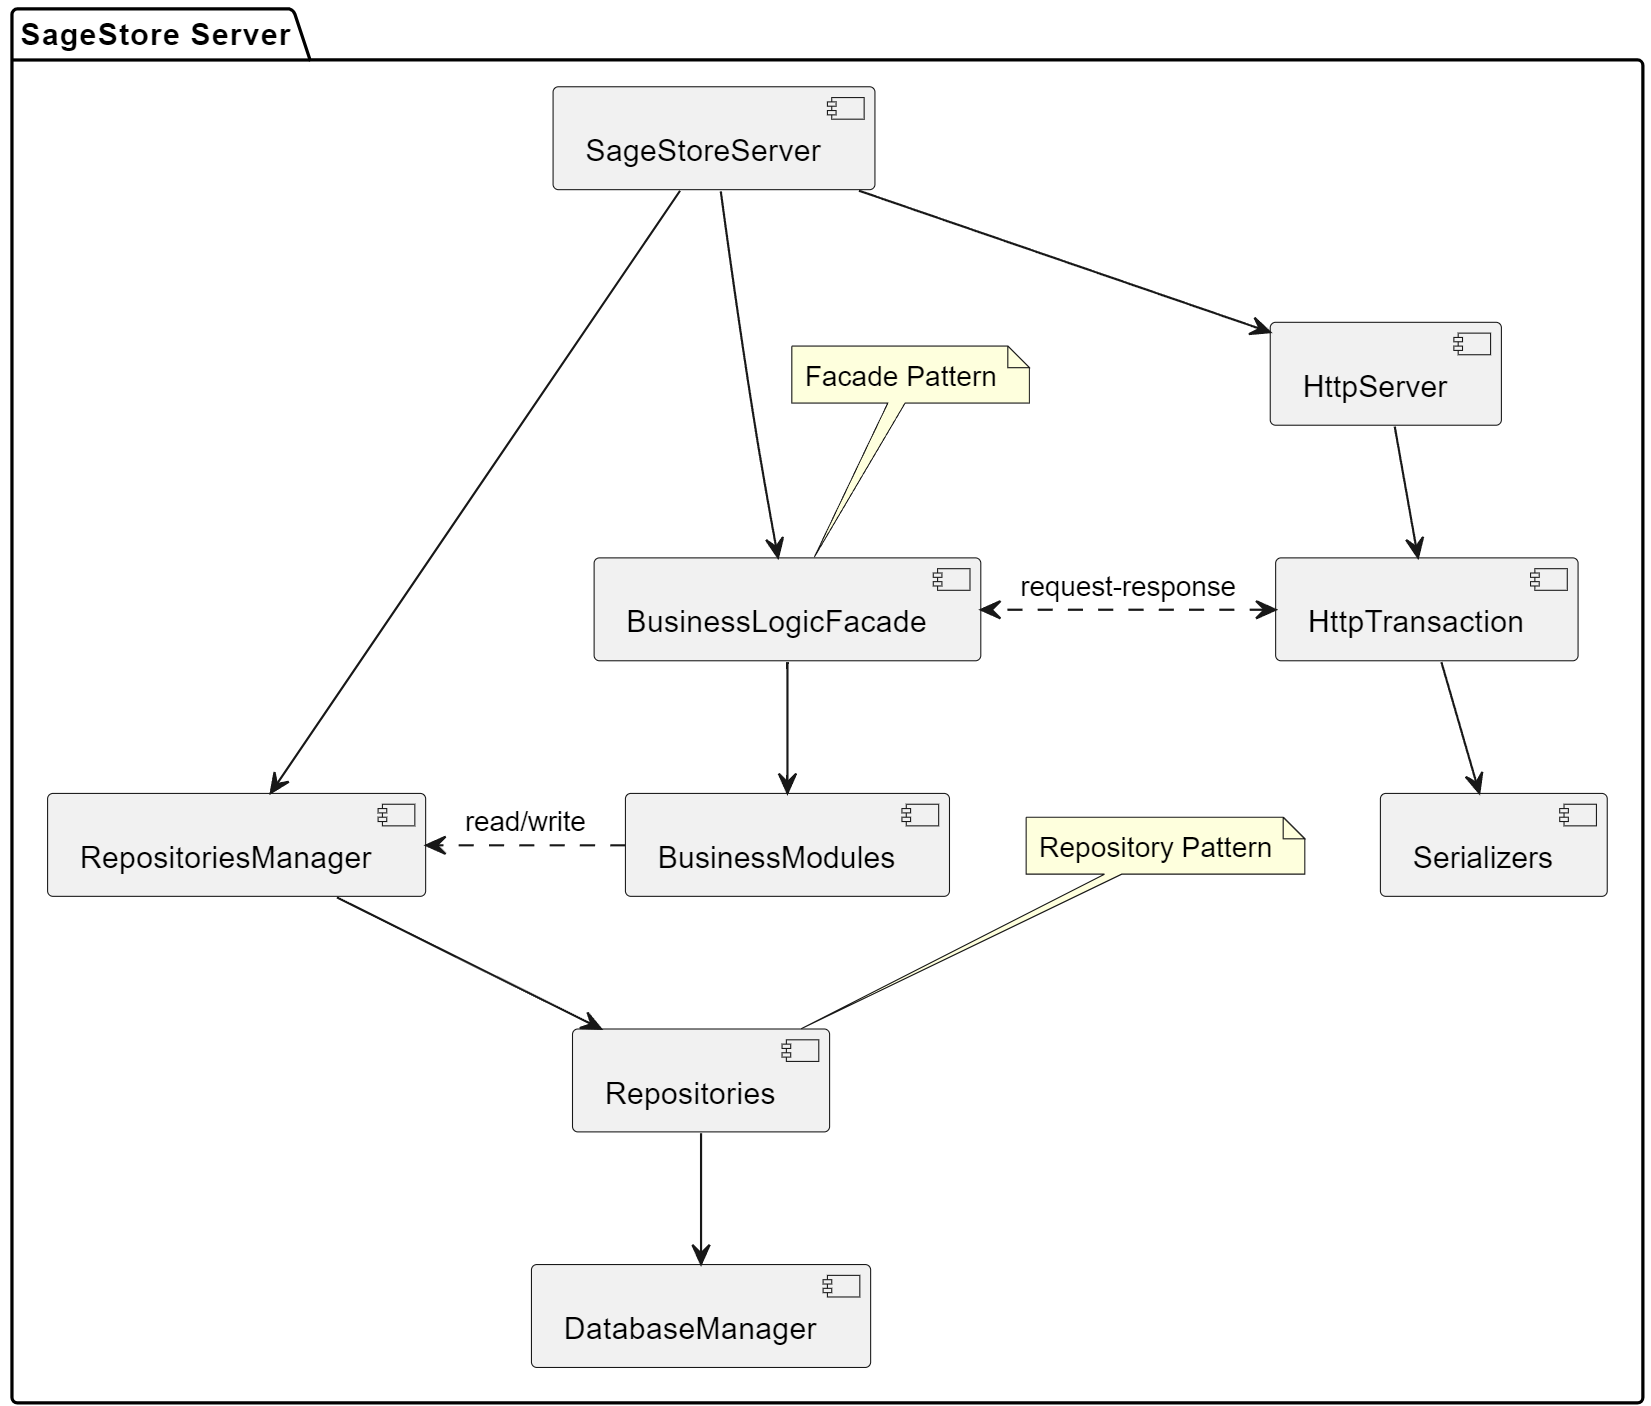 SageStore Server
SageStoreServer
Facade Pattern
HttpServer
BusinessLogicFacade
request-response
HttpTransaction
RepositoriesManager
read/write
BusinessModules
Repository Pattern
Serializers
Repositories
DatabaseManager